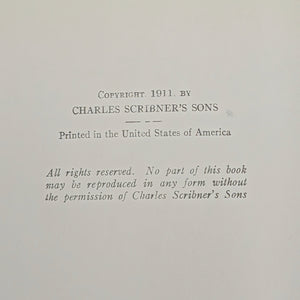 COPYRIGHT, 1911, BY
CHARLES SCRIBNER'S SONS
Printed in the United States of America
All rights reserved. No part of this book
may be reproduced in any form without
the permission of Charles Scribner's Sons